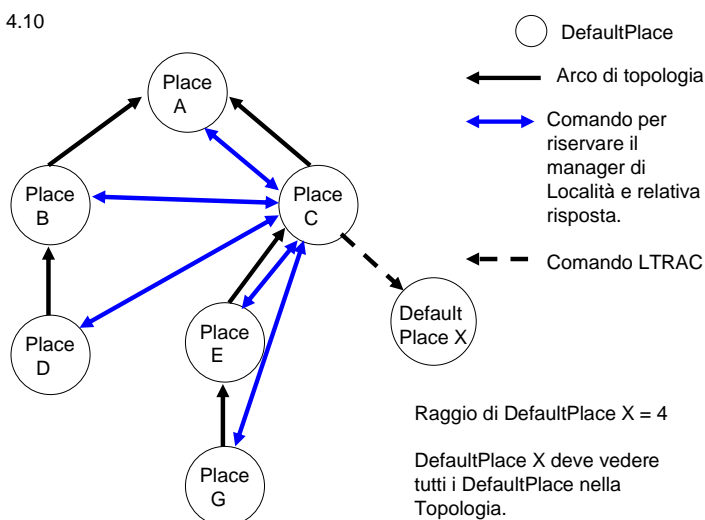 4.10
DefaultPlace
Arco di topologia
Comando per
riservare il
manager di
Località e relativa
risposta.
Comando LTRAC
Place
A
Place
B
Place
C
Place
D
Place
E
Default
Place X
Place
G
Raggio di DefaultPlace X = 4
DefaultPlace X deve vedere
tutti i DefaultPlace nella
Topologia.